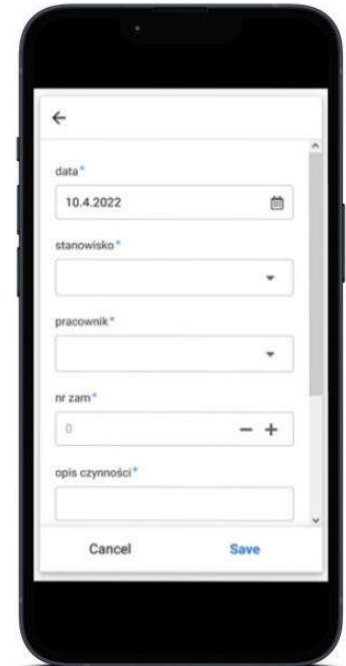 data*
10.4.2022
stanowisko*
pracownik*
nr zam*
0
opis czynności*
Cancel Save